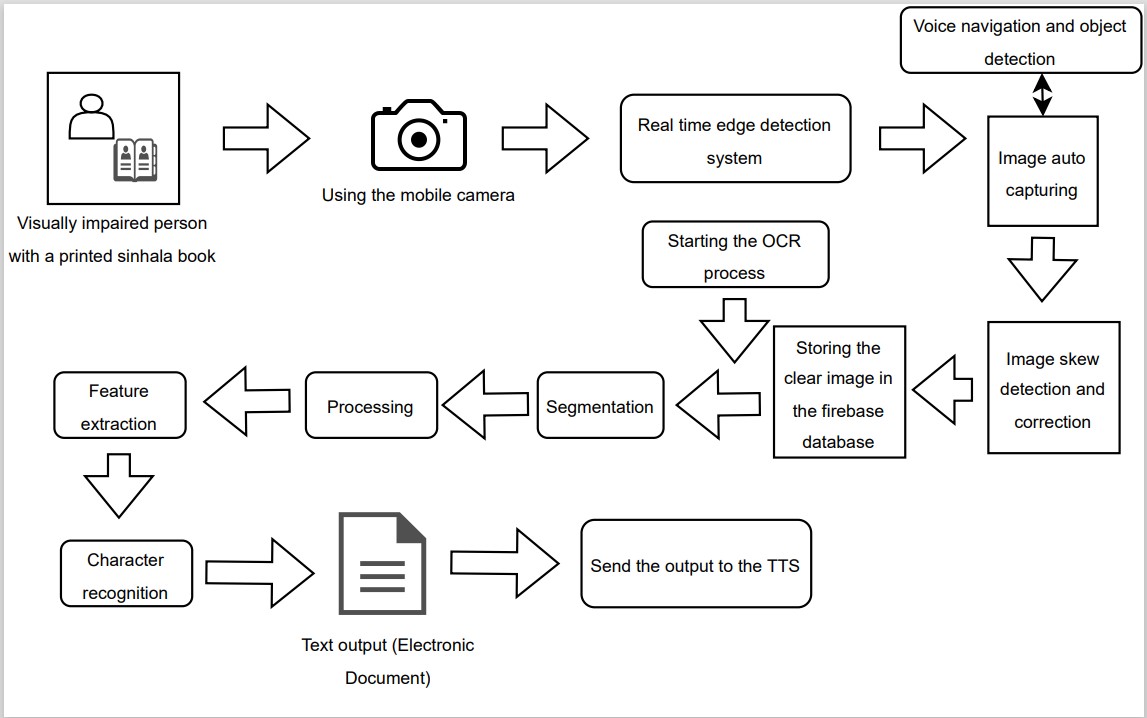 Voice navigation and object
detection
Visually impaired person
with a printed sinhala book
Using the mobile camera
Real time edge detection
system
Image auto
capturing
Starting the OCR
process
Image skew
detection and
correction
Storing the
clear image in
the firebase
database
Segmentation
Processing
Feature
extraction
Character
recognition
Text output (Electronic
Document)
Send the output to the TTS